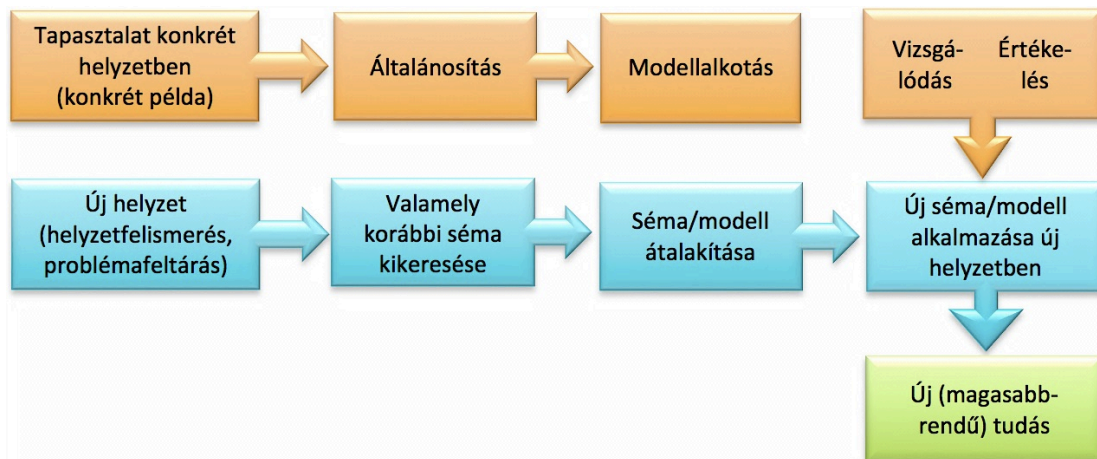 Tapasztalat konkrét
helyzetben
(konkrét példa)
Általánosítás
Modellalkotás
Vizsgá- Értéke-
lódás lés
Új helyzet
(helyzetfelismerés,
problémafeltárás)
Valamely
korábbi séma
kikeresése
Séma/modell
átalakítása
Új séma/modell
alkalmazása új
helyzetben
Új (magasabb-
rendű) tudás